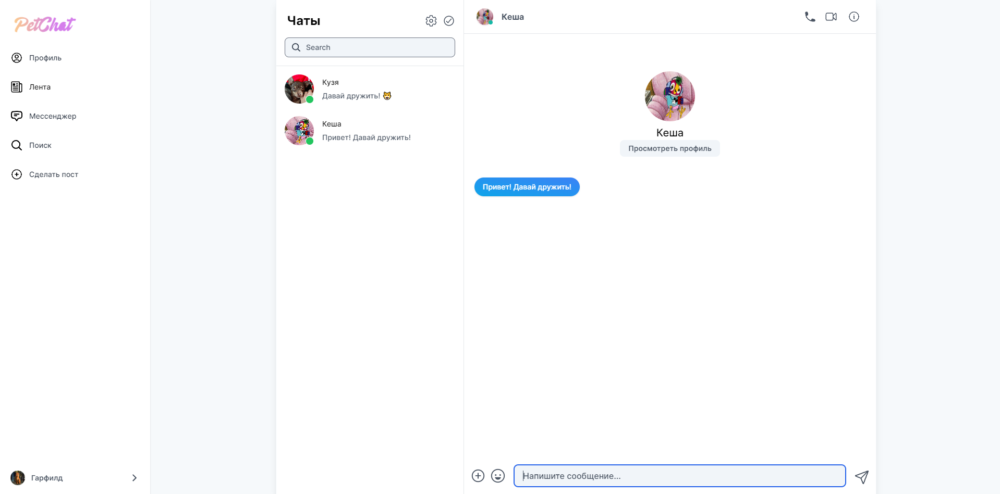 PetChat
Профиль
Лента
Мессенджер
Поиск
Сделать пост
Гарфилд
Чаты
Search
Кузя
Давай дружить! 😺
Кеша
Привет! Давай дружить!
Кеша
Кеша
Просмотреть профиль
Привет! Давай дружить!
Напишите сообщение...